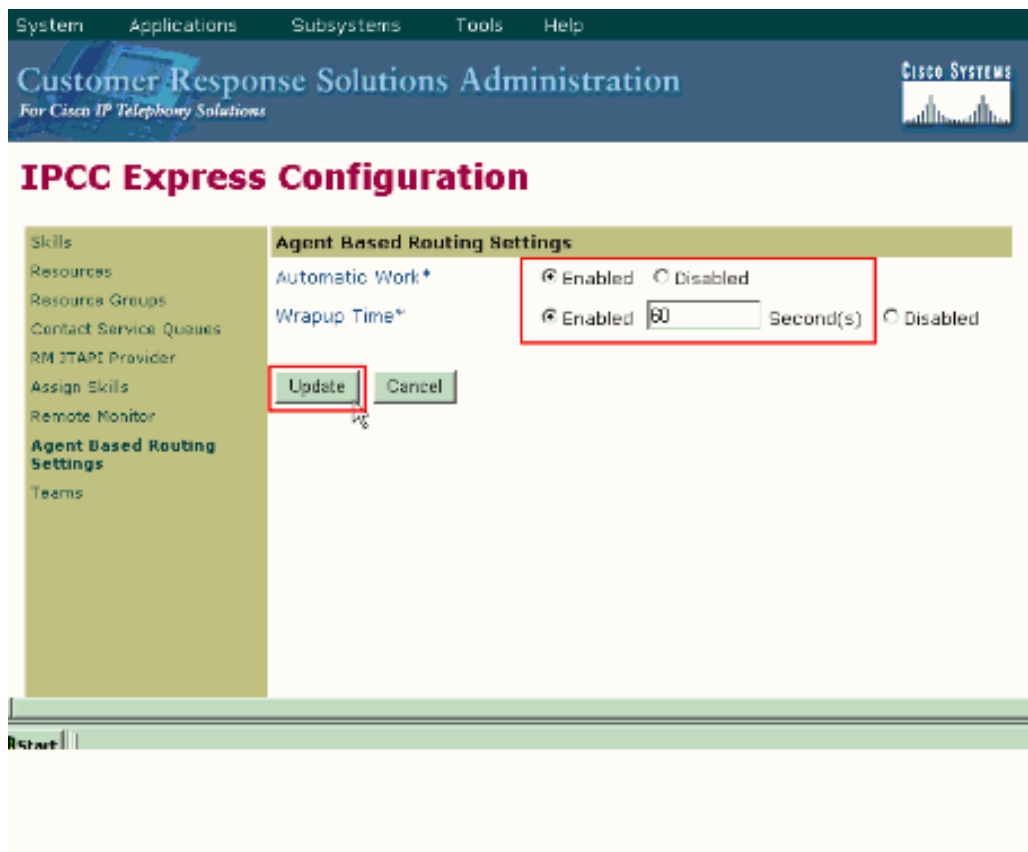 System Applications Subsystems Tools Help
Customer Response Solutions Administration
For Cisco IP Telephony Solutions
CISCO SYSTEMS
IPCC Express Configuration
Skills
Resources
Resource Groups
Contact Service Queues
RM JTAPI Provider
Assign Skills
Remote Monitor
Agent Based Routing
Settings
Teams
Agent Based Routing Settings
Automatic Work* Enabled Disabled
Wrapup Time* Enabled 60 Second(s) Disabled
Update Cancel
Start